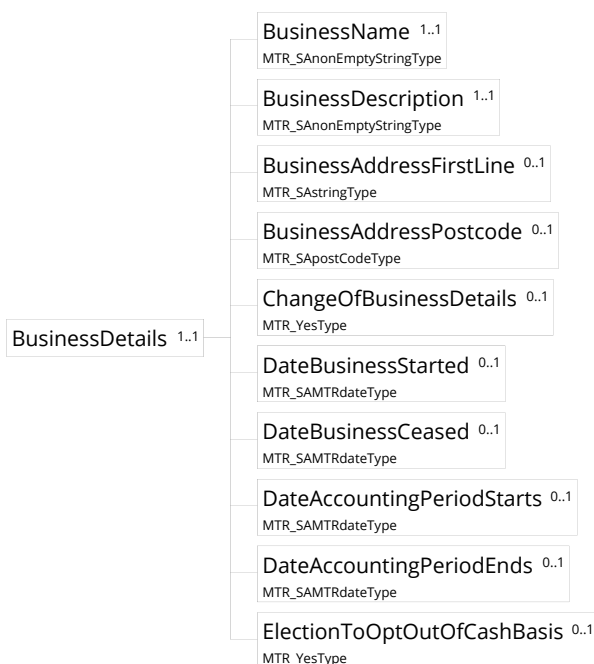 BusinessName 1..1
MTR_SAnonEmptyStringType
BusinessDescription 1..1
MTR_SAnonEmptyStringType
BusinessAddressFirstLine 0..1
MTR_SAstringType
BusinessAddressPostcode 0..1
MTR_SApostCodeType
ChangeOfBusinessDetails 0..1
MTR_YesType
BusinessDetails 1..1
DateBusinessStarted 0..1
MTR_SAMTRdateType
DateBusinessCeased 0..1
MTR_SAMTRdateType
DateAccountingPeriodStarts 0..1
MTR_SAMTRdateType
DateAccountingPeriodEnds 0..1
MTR_SAMTRdateType
ElectionToOptOutOfCashBasis 0..1
MTR_YesType